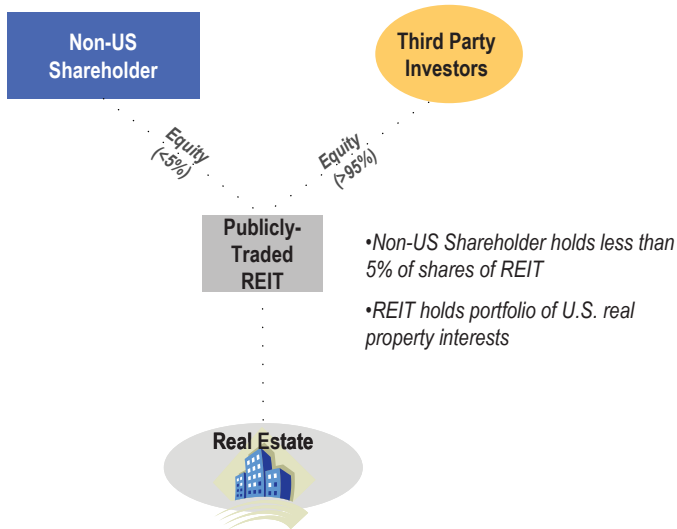 Non-US
Shareholder
Third Party
Investors
Equity
(<5%)
Equity
(>95%)
Publicly-
Traded
REIT
•Non-US Shareholder holds less than
5% of shares of REIT
•REIT holds portfolio of U.S. real
property interests
Real Estate